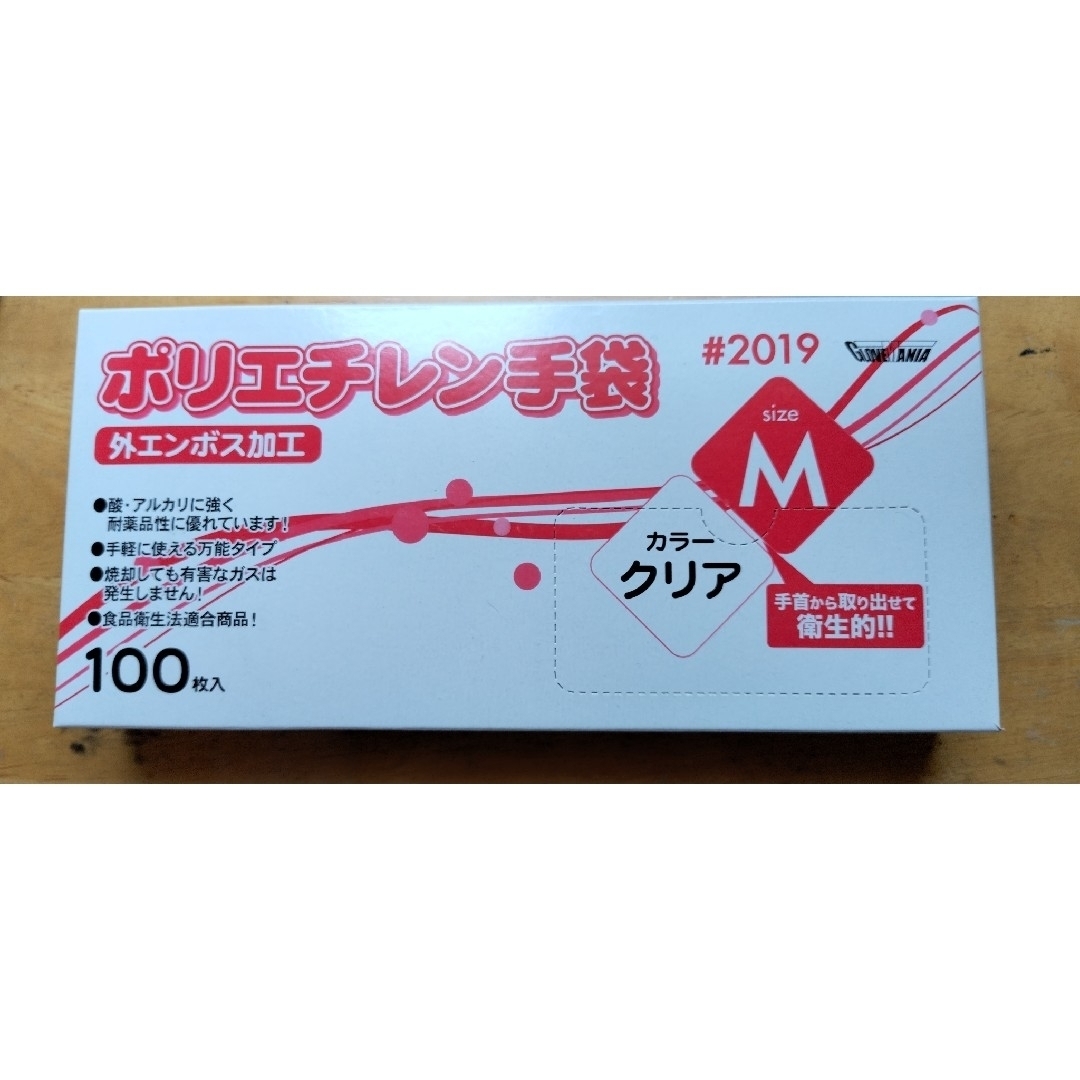 ポリエチレン手袋
#2019
GLOVEMANIA
外エンボス加工
size
M
●酸・アルカリに強く
耐薬品性に優れています!
●手軽に使える万能タイプ
●焼却しても有害なガスは
発生しません!
●食品衛生法適合商品!
100枚入
カラー
クリア
手首から取り出せて
衛生的!!